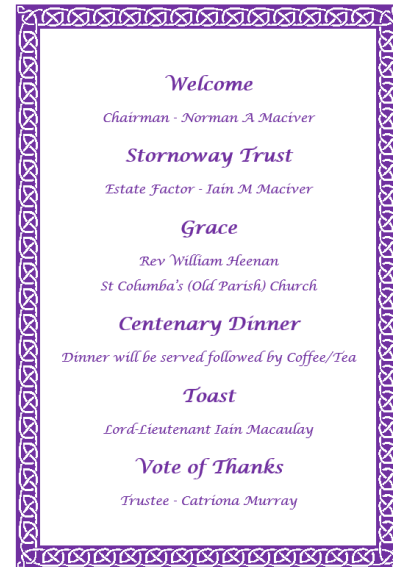 Welcome
Chairman - Norman A Maciver
Stornoway Trust
Estate Factor - Iain M Maciver
Grace
Rev William Heenan
St Columba's (Old Parish) Church
Centenary Dinner
Dinner will be served followed by Coffee/Tea
Toast
Lord-Lieutenant Iain Macaulay
Vote of Thanks
Trustee - Catriona Murray